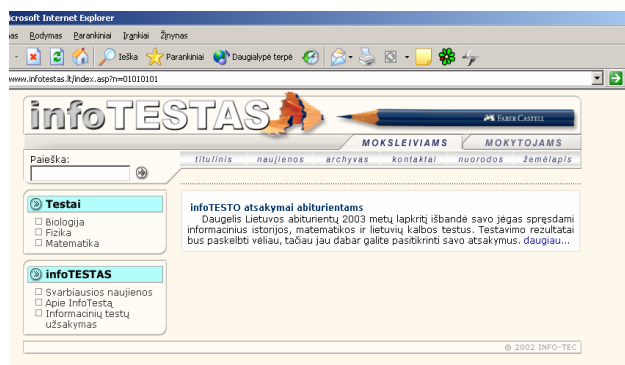 crosoft Internet Explorer
as Rodymas Parankiniai Įrankiai Žinynas
Ieška Parankiniai Daugialypė terpė
www.infotestas.lt/index.asp?n=01010101
infoTESTAS
FABER CASTELL
MOKSLEIVIAMS MOKYTOJAMS
Paieška:
titulinis naujienos archyvas kontaktai nuorodos žemėlapis
Testai
Biologija
Fizika
Matematika
infoTESTAS
Svarbiausios naujienos
Apie InfoTestą
Informacinių testų
užsakymas
infoTESTO atsakymai abiturientams
Daugelis Lietuvos abiturientų 2003 metų lapkritį išbandė savo jėgas spręsdami
informacinius istorijos, matematikos ir lietuvių kalbos testus. Testavimo rezultatai
bus paskelbti vėliau, tačiau jau dabar galite pasitikrinti savo atsakymus. daugiau...
© 2002 INFO-TEC